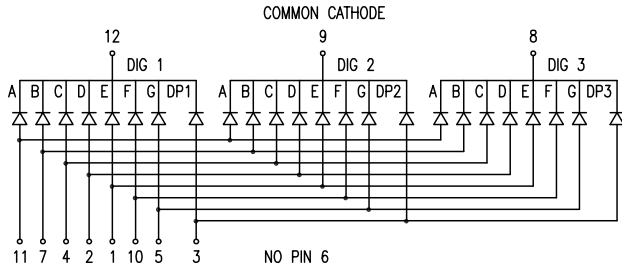 COMMON CATHODE
12 9 8
DIG 1 DIG 2 DIG 3
A B C D E F G DP1 A B C D E F G DP2 A B C D E F G DP3
11 7 4 2 1 10 5 3 NO PIN 6